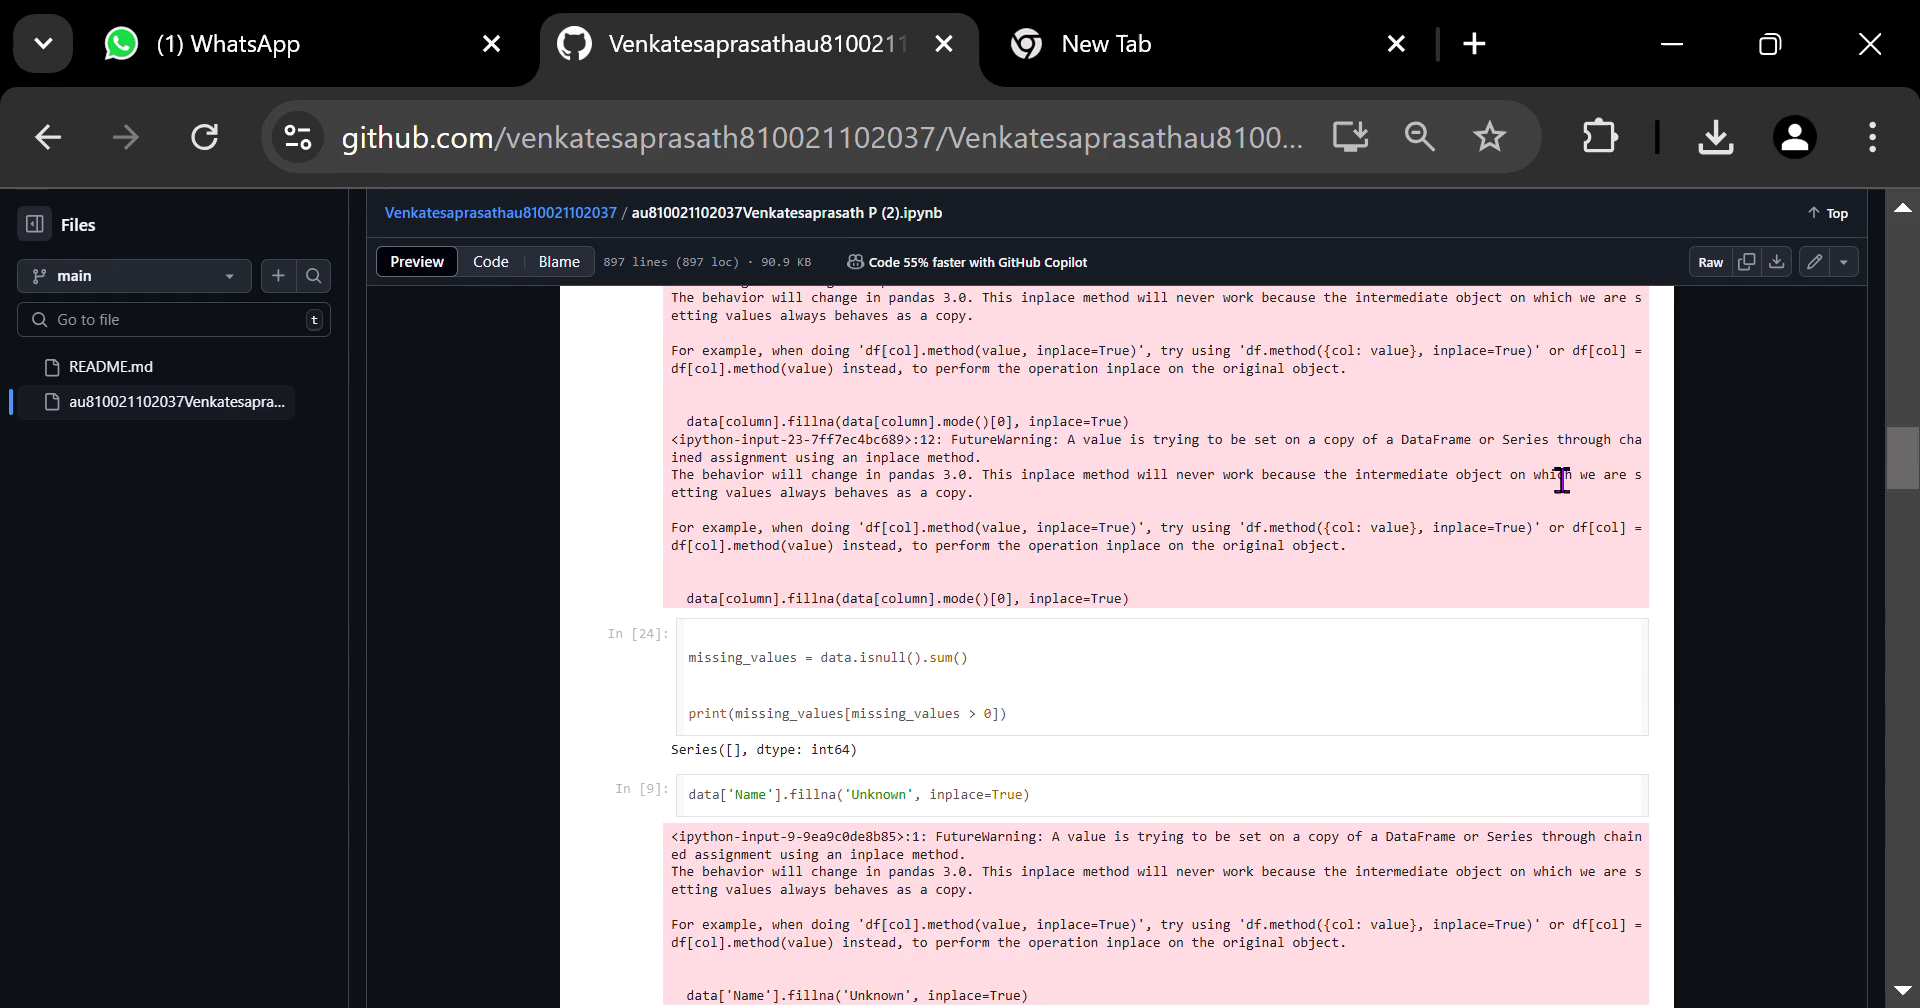 (1) WhatsApp
Venkatesaprasathau8100211
New Tab
github.com/venkatesaprasath810021102037/Venkatesaprasathau8100...
Files
Venkatesaprasathau810021102037 / au810021102037Venkatesaprasath P (2).ipynb
Top
main
Preview Code Blame 897 lines (897 loc) · 90.9 KB Code 55% faster with GitHub Copilot
Raw
Go to file t
README.md
au810021102037Venkatesapra...
The behavior will change in pandas 3.0. This inplace method will never work because the intermediate object on which we are s
etting values always behaves as a copy.
For example, when doing 'df[col].method(value, inplace=True)', try using 'df.method({col: value}, inplace=True)' or df[col] =
df[col].method(value) instead, to perform the operation inplace on the original object.
data[column].fillna(data[column].mode()[0], inplace=True)
<ipython-input-23-7ff7ec4bc689>:12: FutureWarning: A value is trying to be set on a copy of a DataFrame or Series through cha
ined assignment using an inplace method.
The behavior will change in pandas 3.0. This inplace method will never work because the intermediate object on which we are s
etting values always behaves as a copy.
For example, when doing 'df[col].method(value, inplace=True)', try using 'df.method({col: value}, inplace=True)' or df[col] =
df[col].method(value) instead, to perform the operation inplace on the original object.
data[column].fillna(data[column].mode()[0], inplace=True)
In [24]:
missing_values = data.isnull().sum()
print(missing_values[missing_values > 0])
Series([], dtype: int64)
In [9]:
data['Name'].fillna('Unknown', inplace=True)
<ipython-input-9-9ea9c0de8b85>:1: FutureWarning: A value is trying to be set on a copy of a DataFrame or Series through chain
ed assignment using an inplace method.
The behavior will change in pandas 3.0. This inplace method will never work because the intermediate object on which we are s
etting values always behaves as a copy.
For example, when doing 'df[col].method(value, inplace=True)', try using 'df.method({col: value}, inplace=True)' or df[col] =
df[col].method(value) instead, to perform the operation inplace on the original object.
data['Name'].fillna('Unknown', inplace=True)